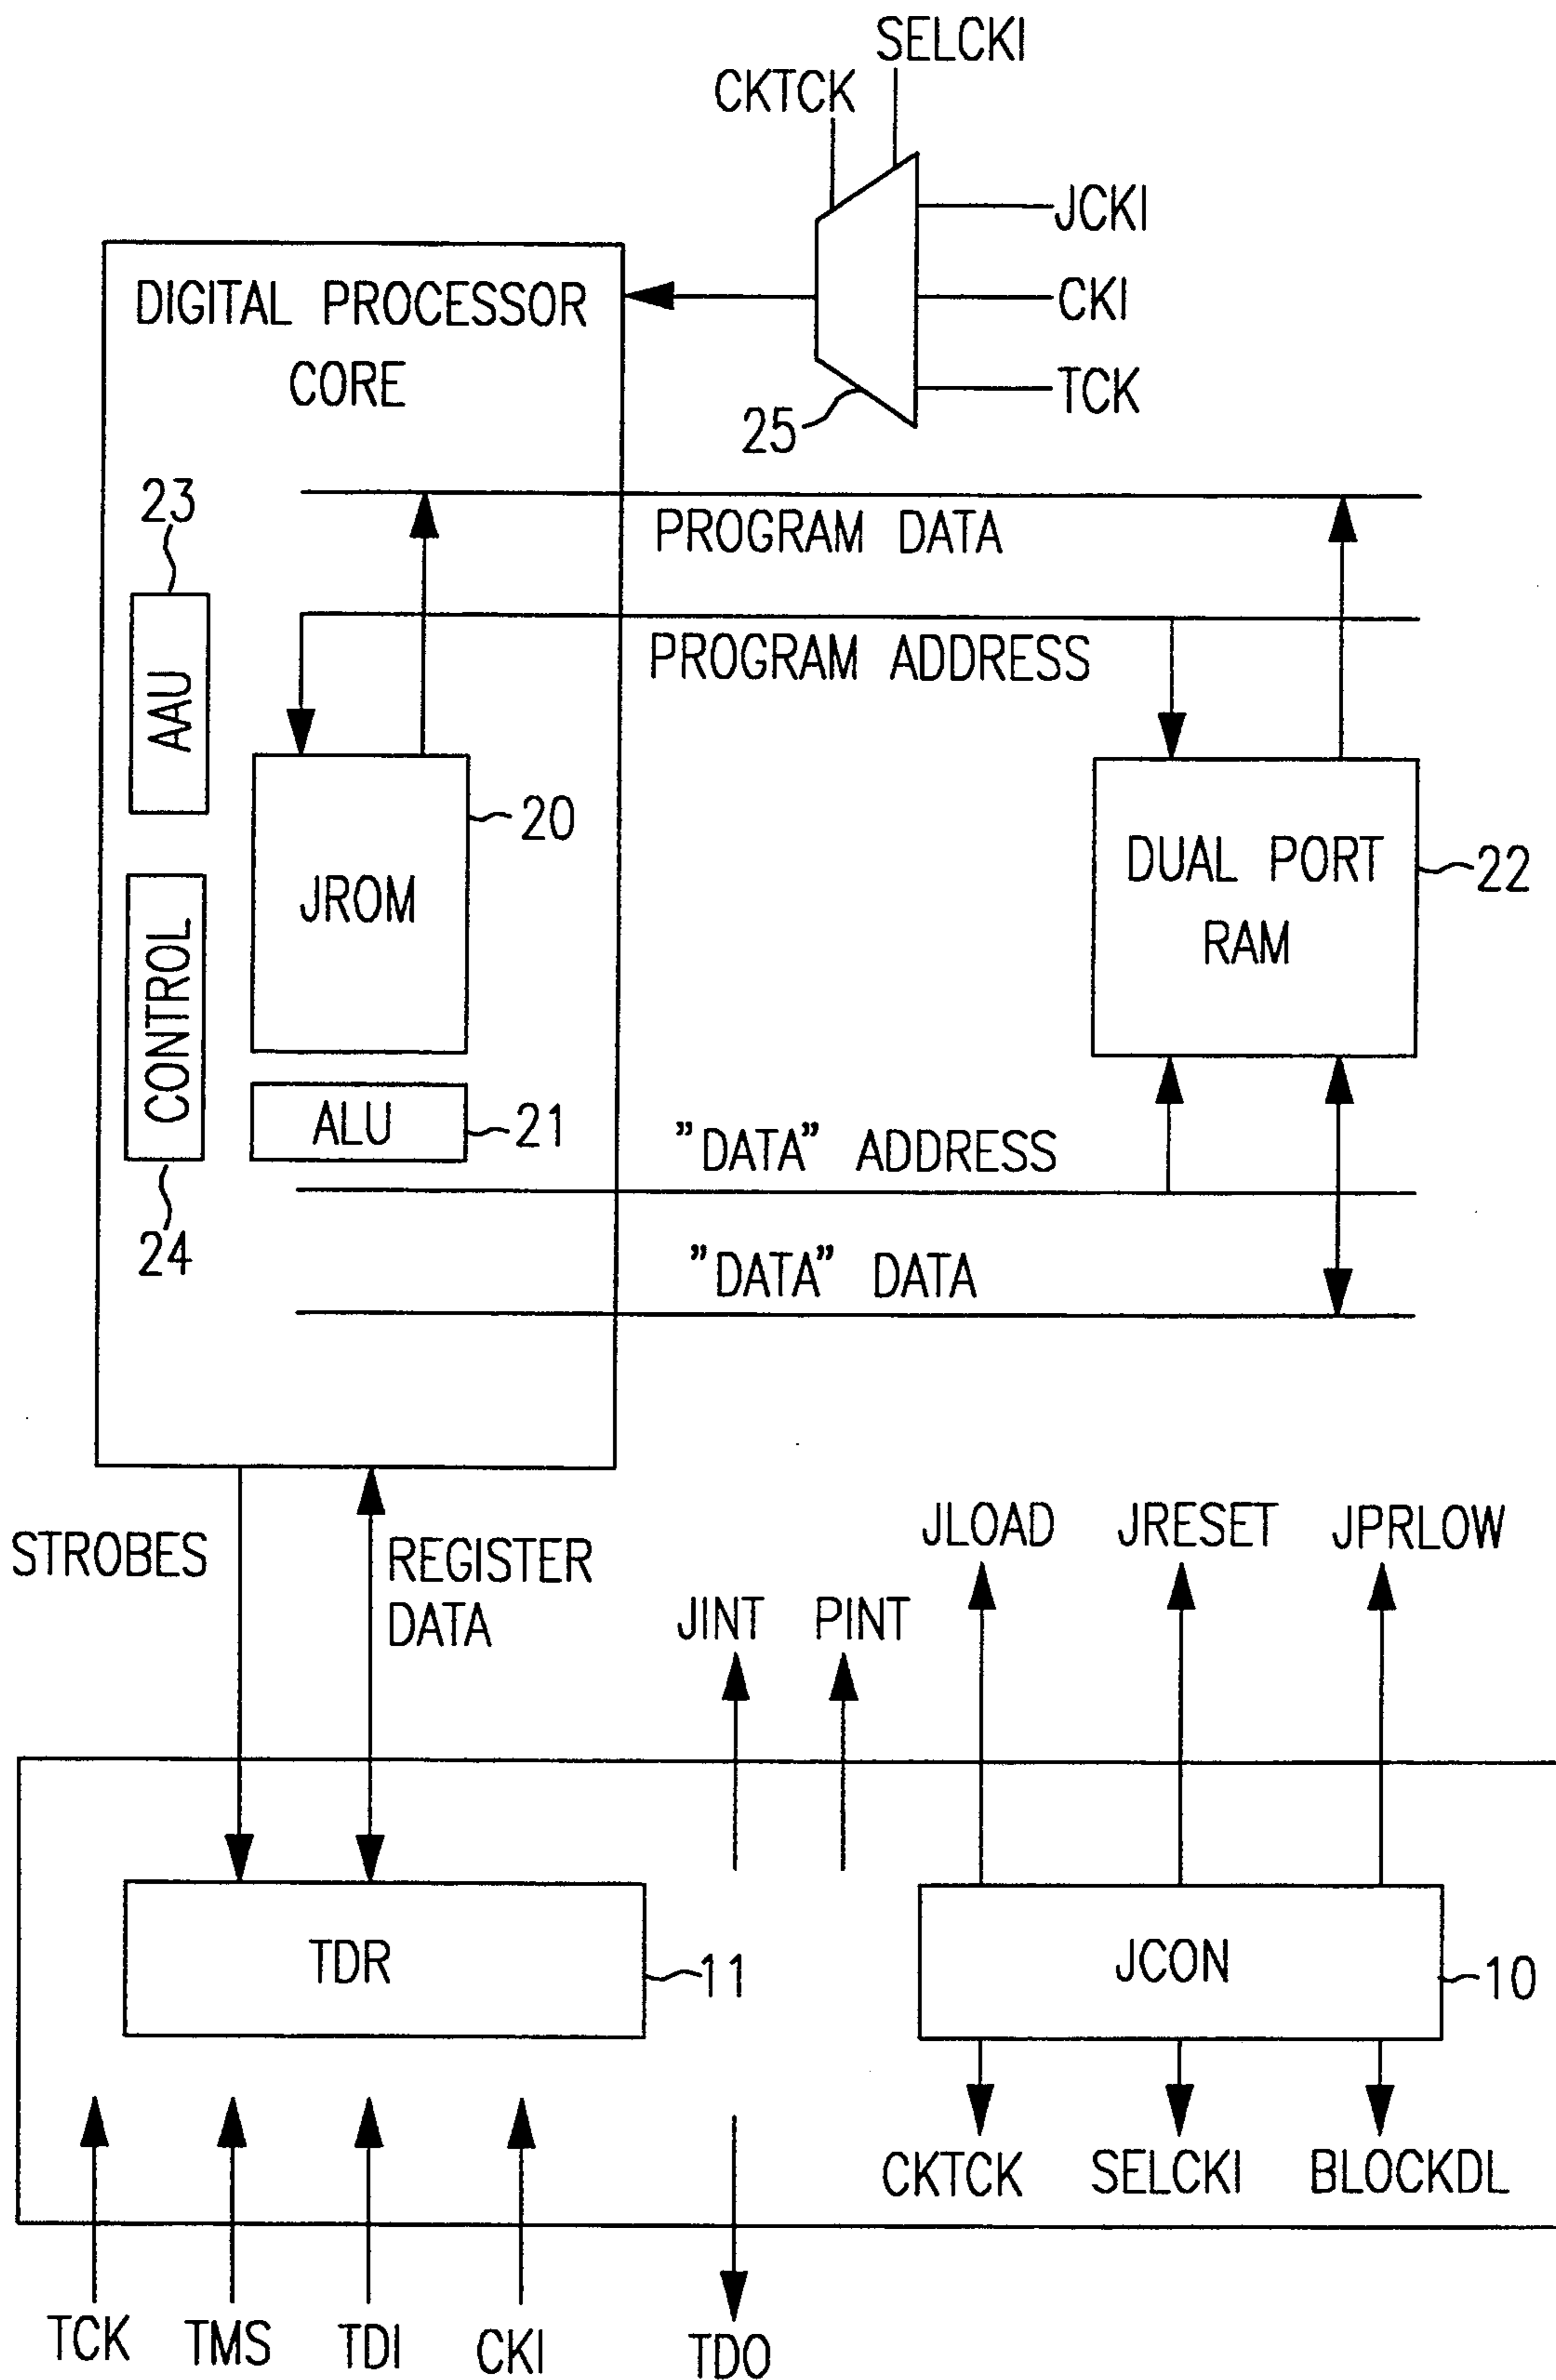 SELCKI
CKTCK
JCKI
CKI
TCK
25
DIGITAL PROCESSOR
CORE
23
PROGRAM DATA
PROGRAM ADDRESS
AAU
20
JROM
DUAL PORT
RAM
22
CONTROL
ALU
21
"DATA" ADDRESS
24
"DATA" DATA
STROBES
REGISTER
DATA
JINT
PINT
JLOAD
JRESET
JPRLOW
TDR
11
JCON
10
CKTCK
SELCKI
BLOCKDL
TCK
TMS
TDI
CKI
TDO